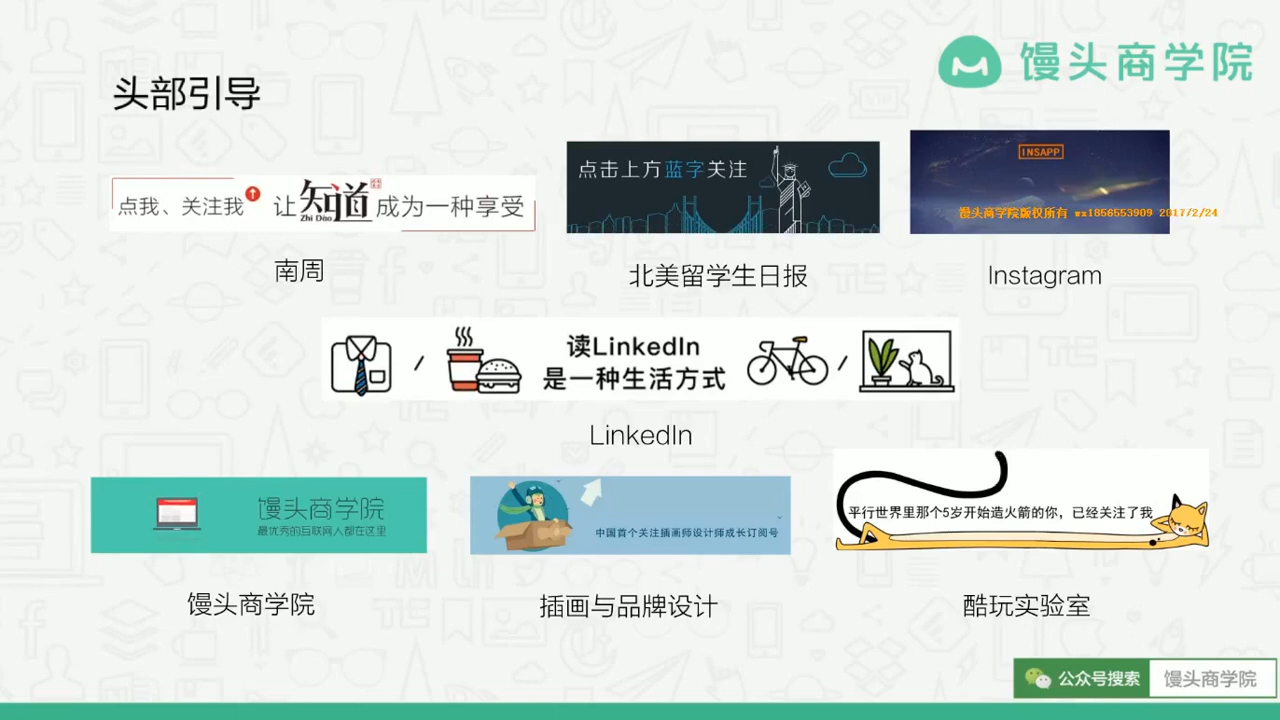 馒头商学院
头部引导
点我、关注我
让知道成为一种享受
Zhi Dao
南周
点击上方蓝字关注
北美留学生日报
INSAPP
馒头商学院版权所有 wx1856553909 2017/2/24
Instagram
读LinkedIn
是一种生活方式
LinkedIn
馒头商学院
最优秀的互联网人都在这里
馒头商学院
中国首个关注插画师设计师成长订阅号
插画与品牌设计
平行世界里那个5岁开始造火箭的你，已经关注了我
酷玩实验室
公众号搜索 馒头商学院